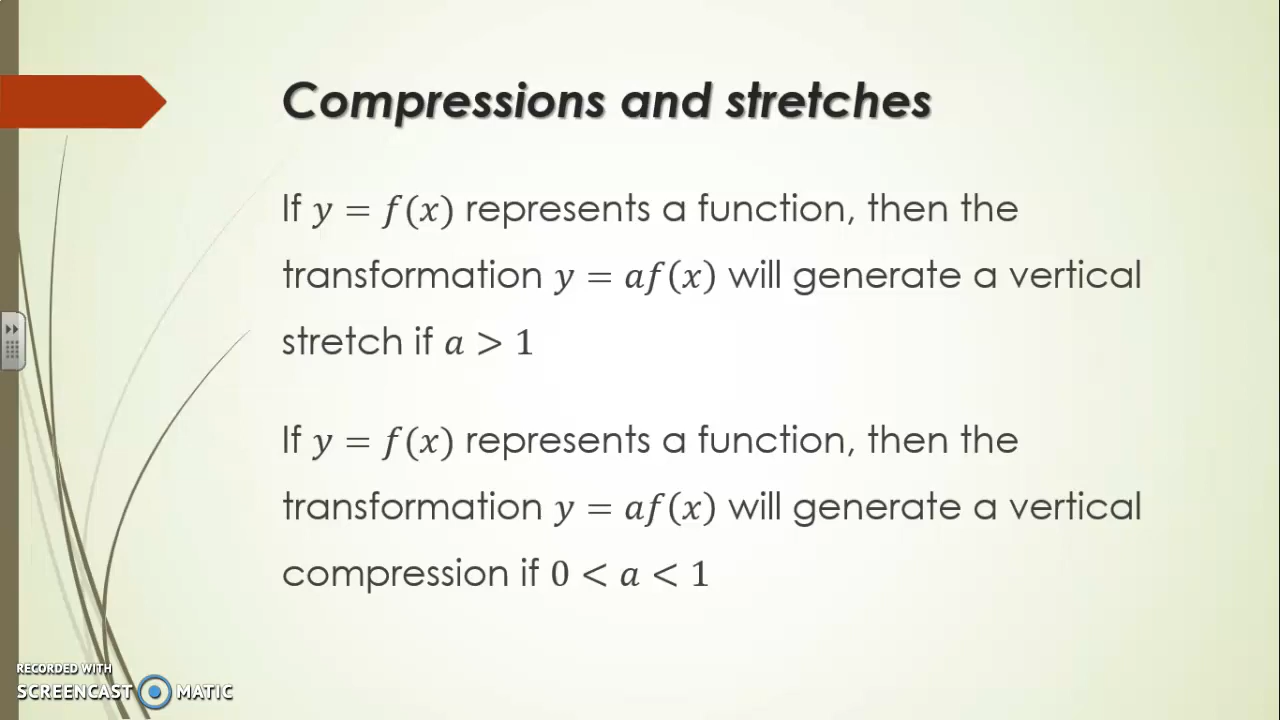 Compressions and stretches
If 𝑦 = 𝑓(𝑥) represents a function, then the
transformation 𝑦 = 𝑎𝑓(𝑥) will generate a vertical
stretch if 𝑎 > 1
If 𝑦 = 𝑓(𝑥) represents a function, then the
transformation 𝑦 = 𝑎𝑓(𝑥) will generate a vertical
compression if 0 < 𝑎 < 1
RECORDED WITH
SCREENCAST MATIC